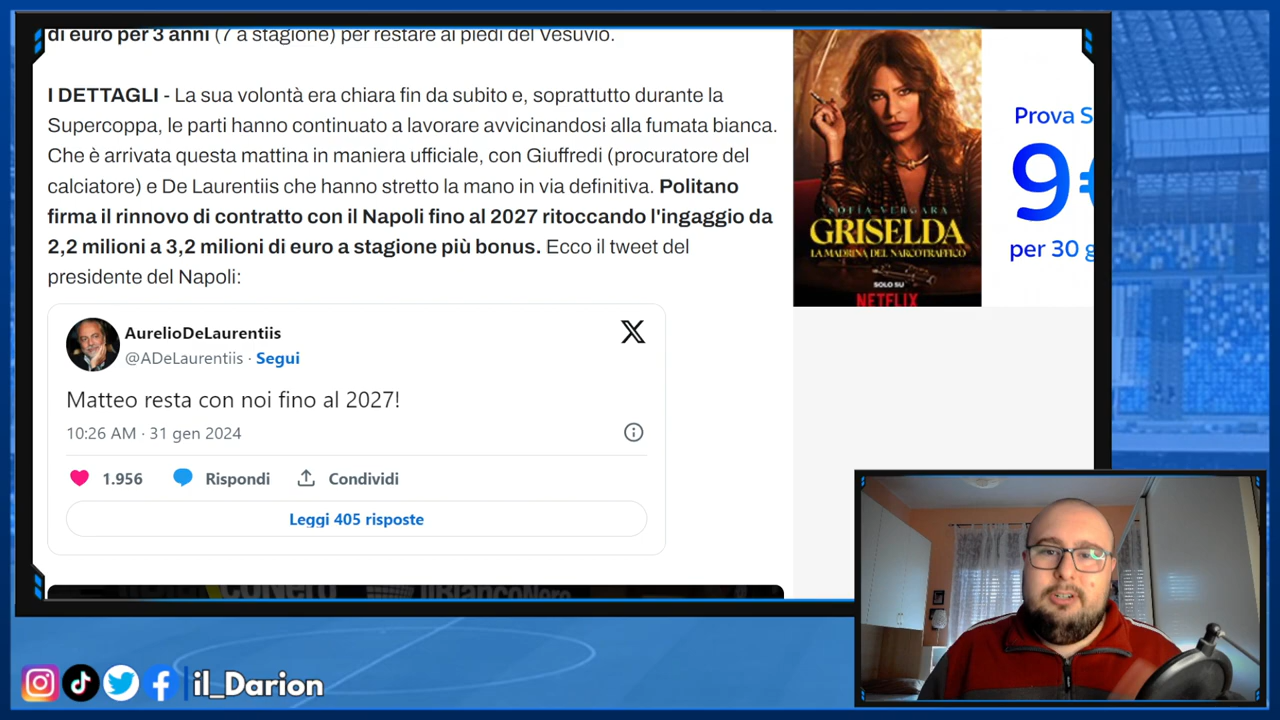 di euro per 3 anni (7 a stagione) per restare ai piedi del Vesuvio.
I DETTAGLI - La sua volontà era chiara fin da subito e, soprattutto durante la
Supercoppa, le parti hanno continuato a lavorare avvicinandosi alla fumata bianca.
Che è arrivata questa mattina in maniera ufficiale, con Giuffredi (procuratore del
calciatore) e De Laurentiis che hanno stretto la mano in via definitiva. Politano
firma il rinnovo di contratto con il Napoli fino al 2027 ritoccando l'ingaggio da
2,2 milioni a 3,2 milioni di euro a stagione più bonus. Ecco il tweet del
presidente del Napoli:
AurelioDeLaurentiis
@ADeLaurentiis · Segui
Matteo resta con noi fino al 2027!
10:26 AM · 31 gen 2024
1.956 Rispondi Condividi
Leggi 405 risposte
SOFÍA VERGARA
GRISELDA
LA MADRINA DEL NARCOTRAFFICO
SOLO SU
NETFLIX
Prova S
9€
per 30 g
il_Darion